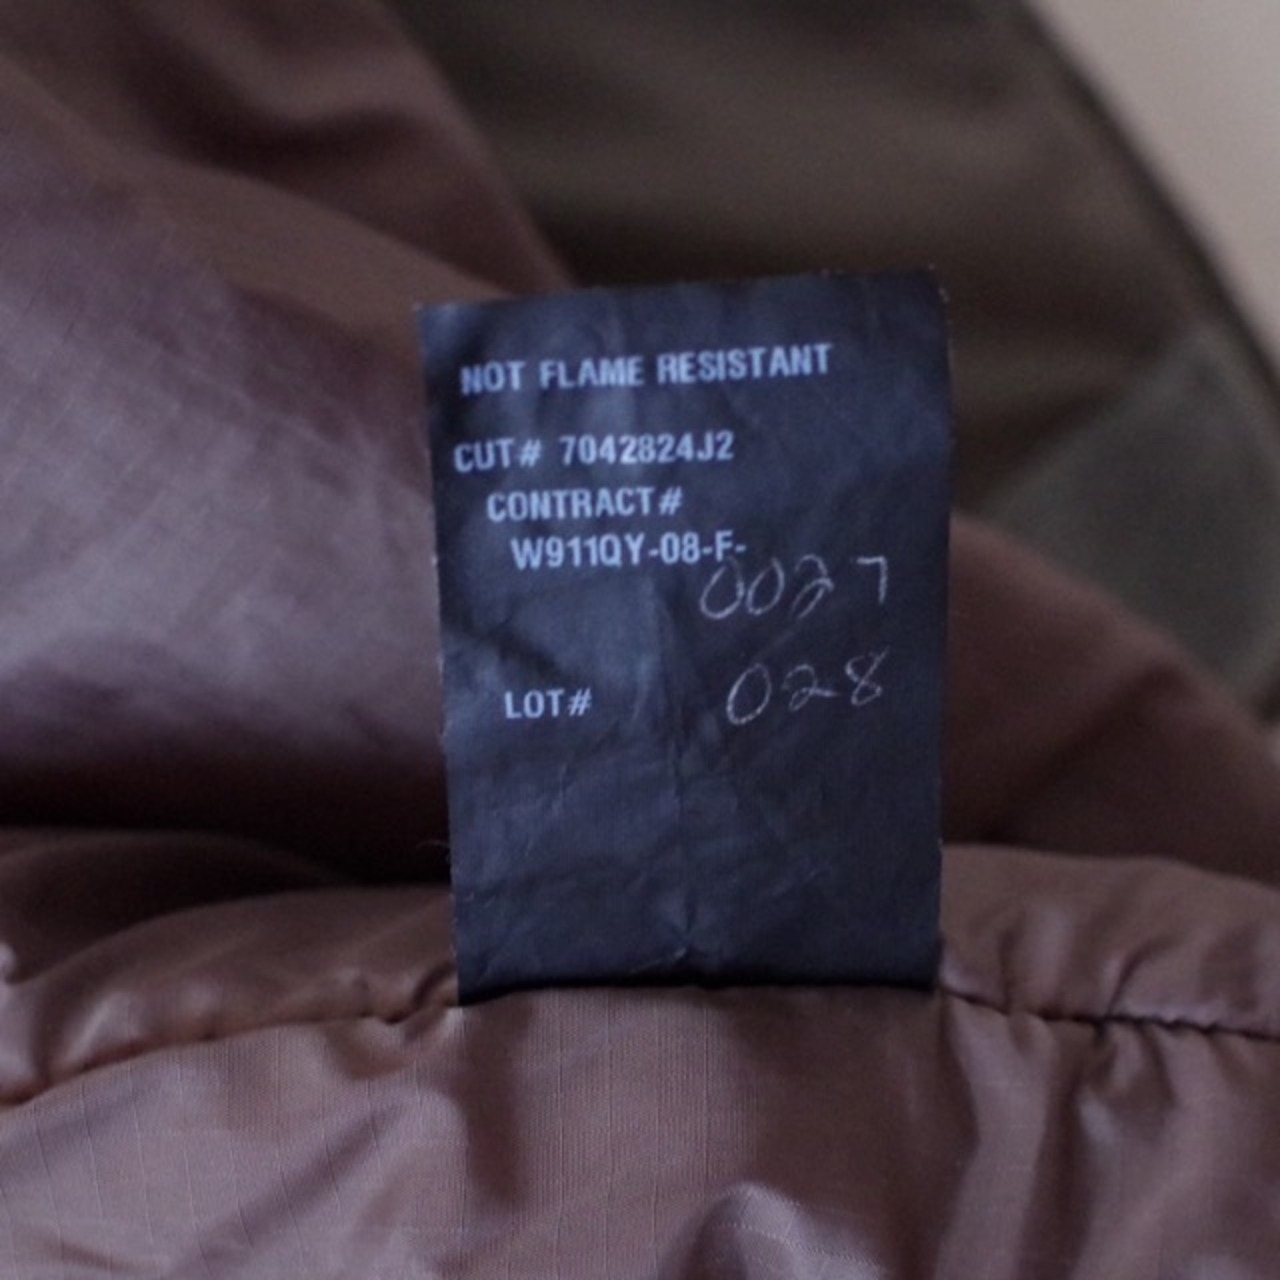 NOT FLAME RESISTANT
CUT# 7042824J2
CONTRACT#
W911QY-08-F-
0027
LOT# 028